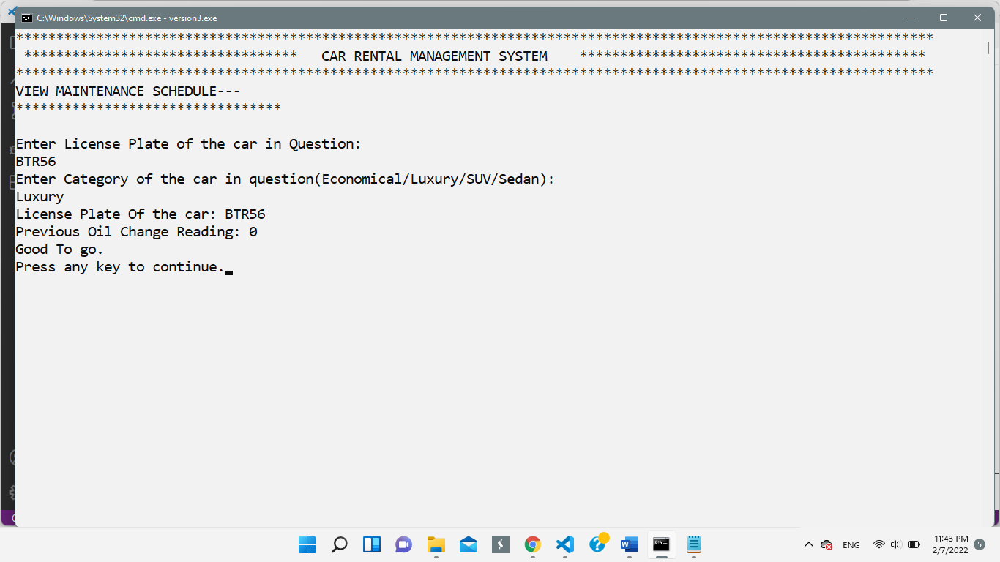 C:\Windows\System32\cmd.exe - version3.exe
******************************************************************************************************************
**********************************   CAR RENTAL MANAGEMENT SYSTEM    *******************************************
******************************************************************************************************************
VIEW MAINTENANCE SCHEDULE---
*********************************
Enter License Plate of the car in Question:
BTR56
Enter Category of the car in question(Economical/Luxury/SUV/Sedan):
Luxury
License Plate Of the car: BTR56
Previous Oil Change Reading: 0
Good To go.
Press any key to continue.
ENG
11:43 PM
2/7/2022
5